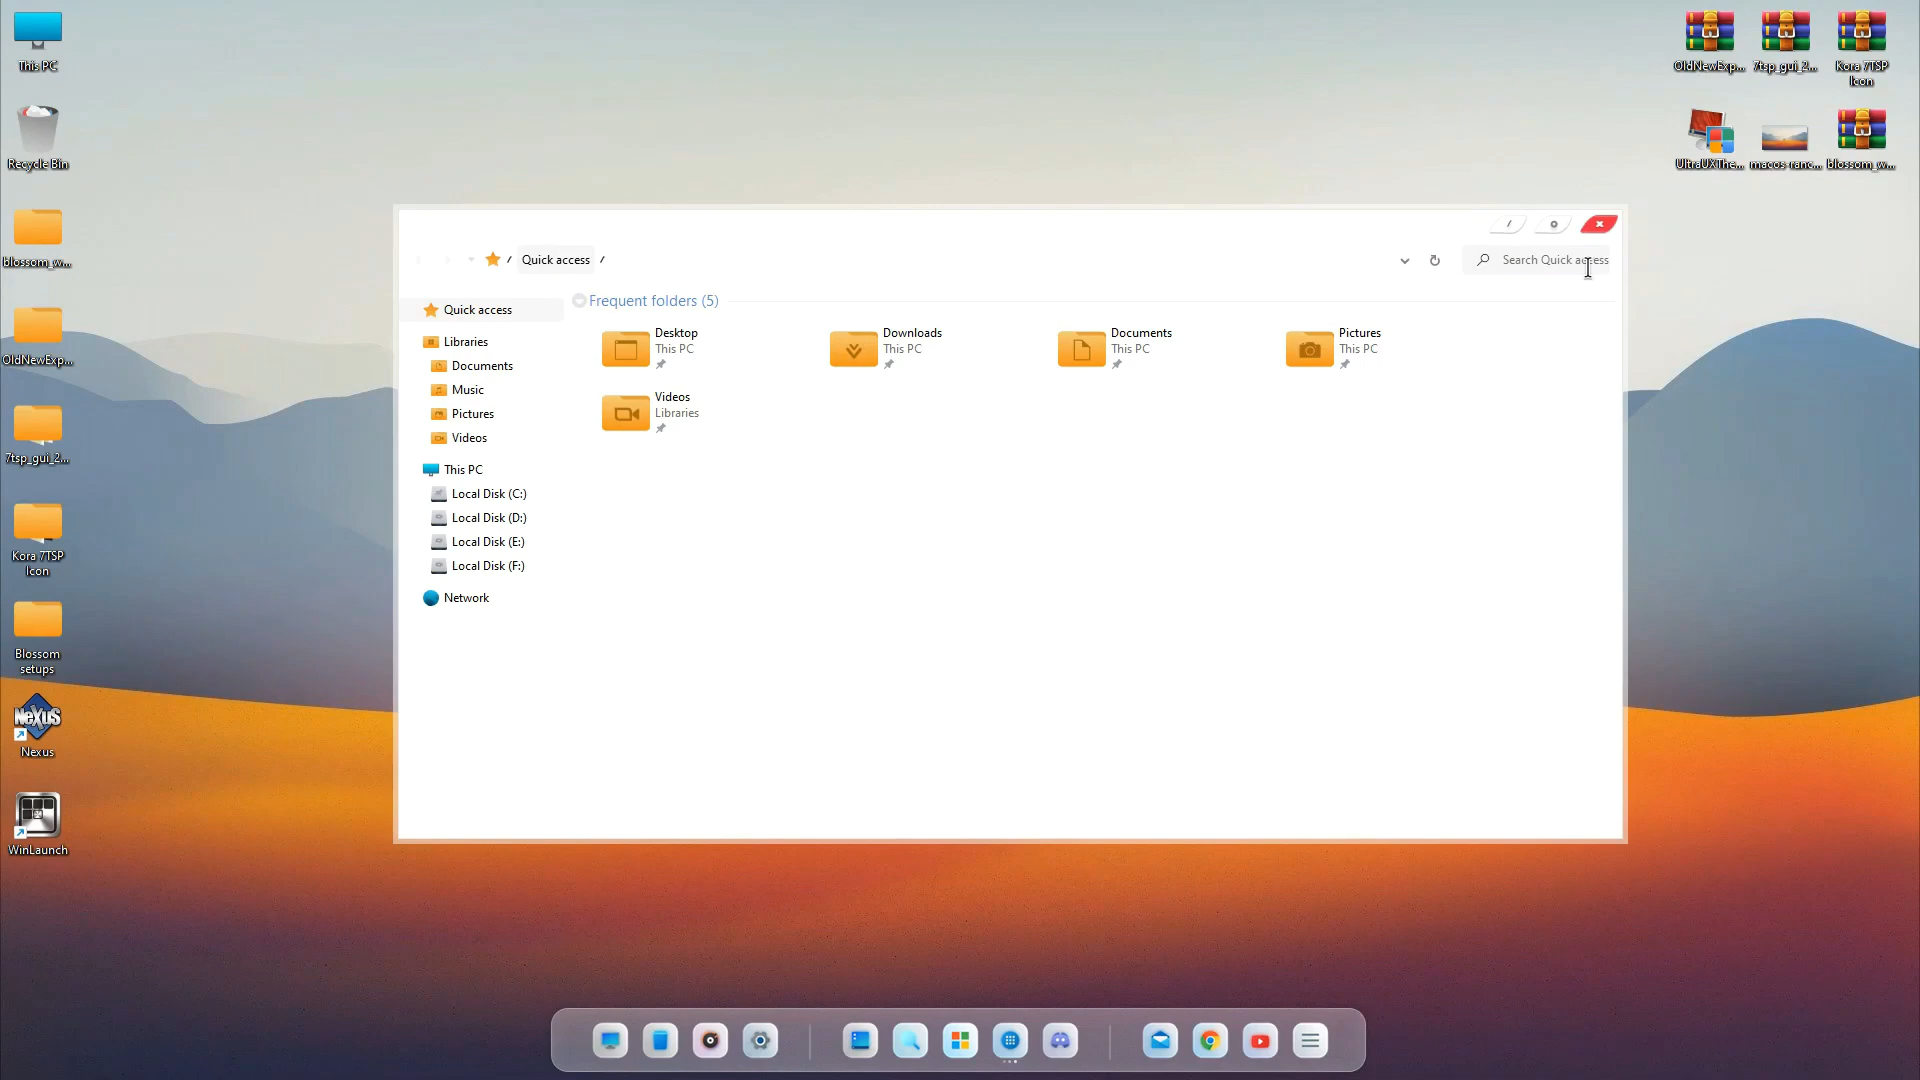 This PC
Recycle Bin
blossom_w...
OldNewExp...
7tsp_gui_2...
Kora 7TSP
Icon
Blossom
setups
NeXuS
Nexus
WinLaunch
OldNewExp...
7tsp_gui_2...
Kora 7TSP
Icon
UltraUXThe...
macos-ranc...
blossom_w...
/ Quick access /
Search Quick access
Quick access
Libraries
Documents
Music
Pictures
Videos
This PC
Local Disk (C:)
Local Disk (D:)
Local Disk (E:)
Local Disk (F:)
Network
Frequent folders (5)
Desktop
This PC
Downloads
This PC
Documents
This PC
Pictures
This PC
Videos
Libraries